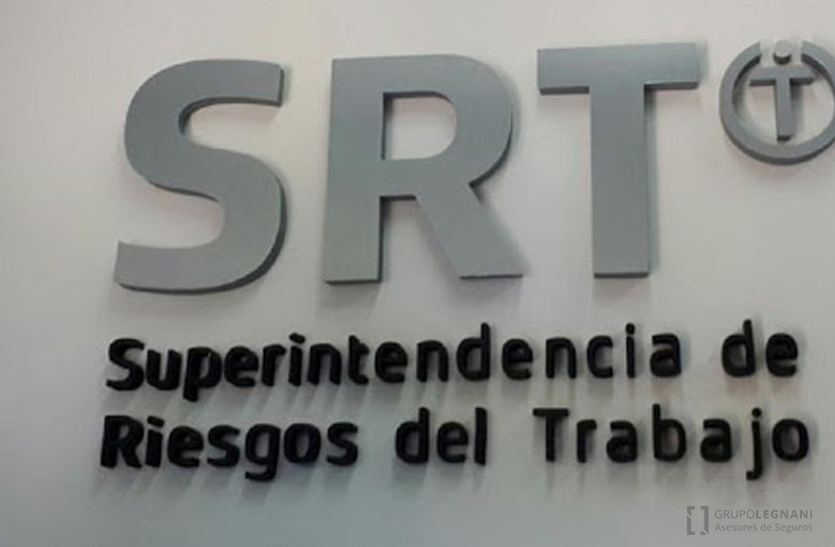 SRT
Superintendencia de
Riesgos del Trabajo
GRUPOLEGNANI
Asesores de Seguros